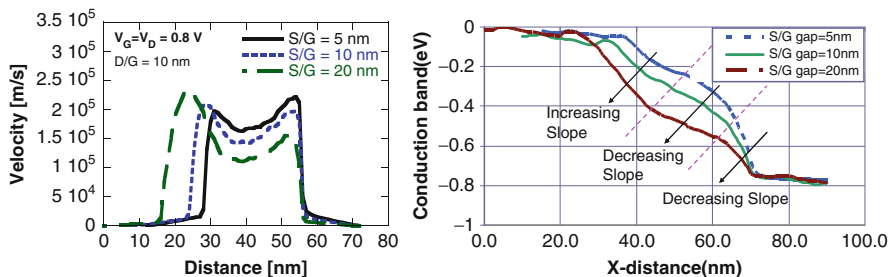 3.5 10⁵
3 10⁵
2.5 10⁵
2 10⁵
1.5 10⁵
1 10⁵
5 10⁴
0
Velocity [m/s]
V_G=V_D = 0.8 V
D/G = 10 nm
S/G = 5 nm
S/G = 10 nm
S/G = 20 nm
0 10 20 30 40 50 60 70 80
Distance [nm]
0
−0.2
−0.4
−0.6
−0.8
−1
Conduction band(eV)
S/G gap=5nm
S/G gap=10nm
S/G gap=20nm
Increasing
Slope
Decreasing
Slope
Decreasing Slope
0.0 20.0 40.0 60.0 80.0 100.0
X-distance(nm)